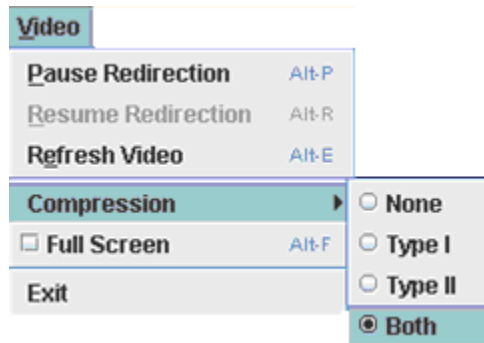 Video
Pause Redirection Alt-P
Resume Redirection Alt-R
Refresh Video Alt-E
Compression
None
Full Screen Alt-F
Type I
Exit
Type II
Both